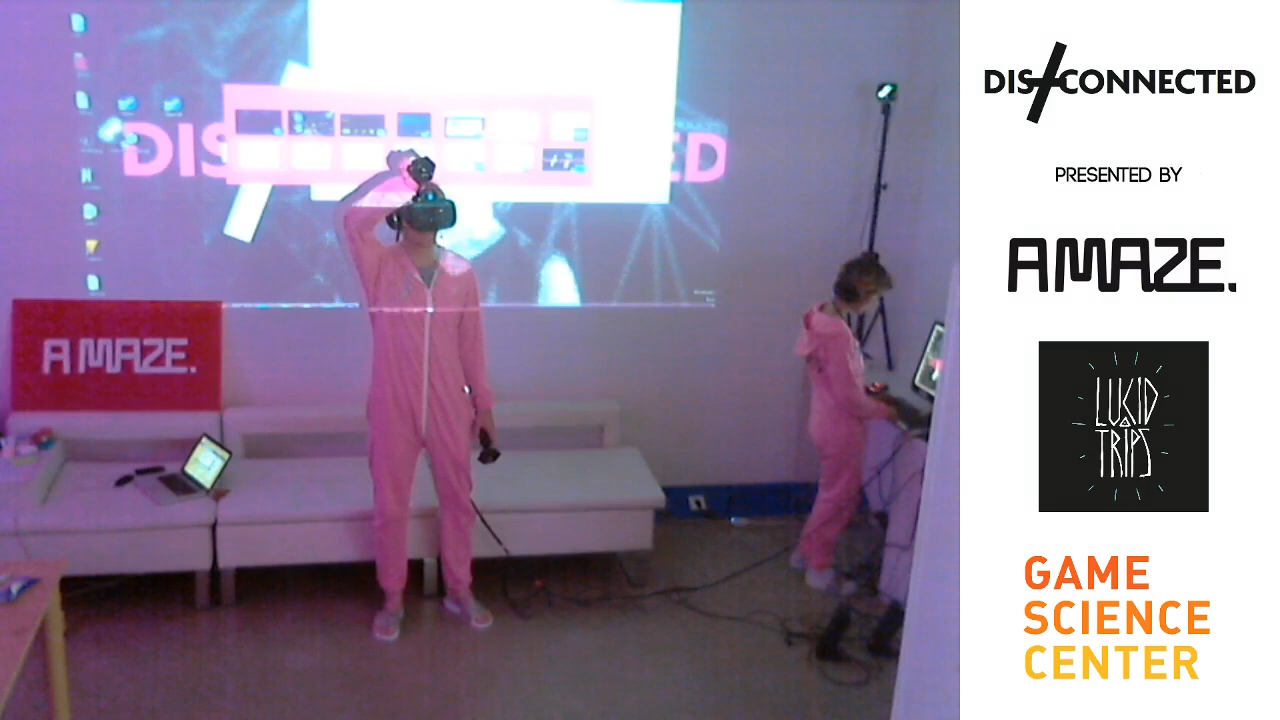 DIS
ED
A MAZE.
DIS/CONNECTED
PRESENTED BY
A MAZE.
LUCID
TRIPS
GAME
SCIENCE
CENTER